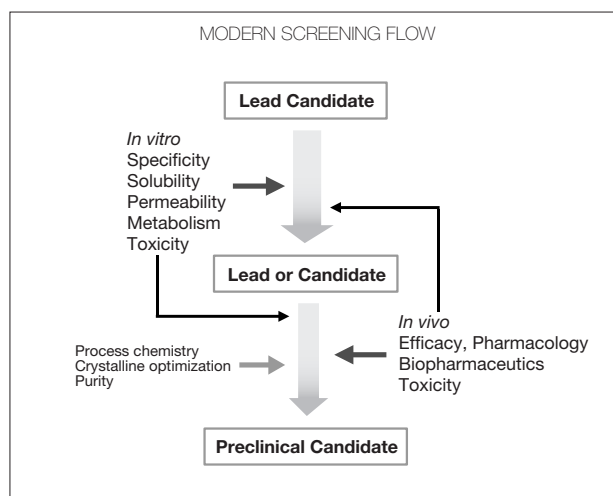 MODERN SCREENING FLOW
Lead Candidate
In vitro
Specificity
Solubility
Permeability
Metabolism
Toxicity
Lead or Candidate
In vivo
Efficacy, Pharmacology
Biopharmaceutics
Toxicity
Process chemistry
Crystalline optimization
Purity
Preclinical Candidate